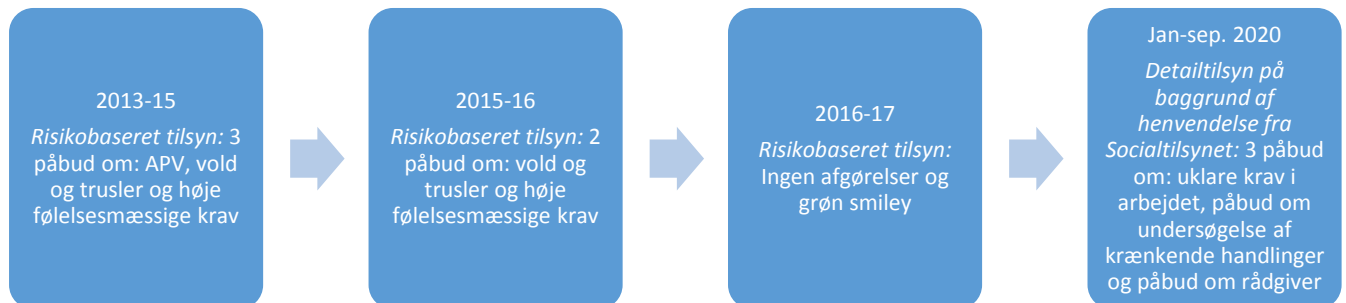 2013-15
Risikobaseret tilsyn: 3
påbud om: APV, vold
og trusler og høje
følelsesmæssige krav
2015-16
Risikobaseret tilsyn: 2
påbud om: vold og
trusler og høje
følelsesmæssige krav
2016-17
Risikobaseret tilsyn:
Ingen afgørelser og
grøn smiley
Jan-sep. 2020
Detailtilsyn på
baggrund af
henvendelse fra
Socialtilsynet: 3 påbud
om: uklare krav i
arbejdet, påbud om
undersøgelse af
krænkende handlinger
og påbud om rådgiver